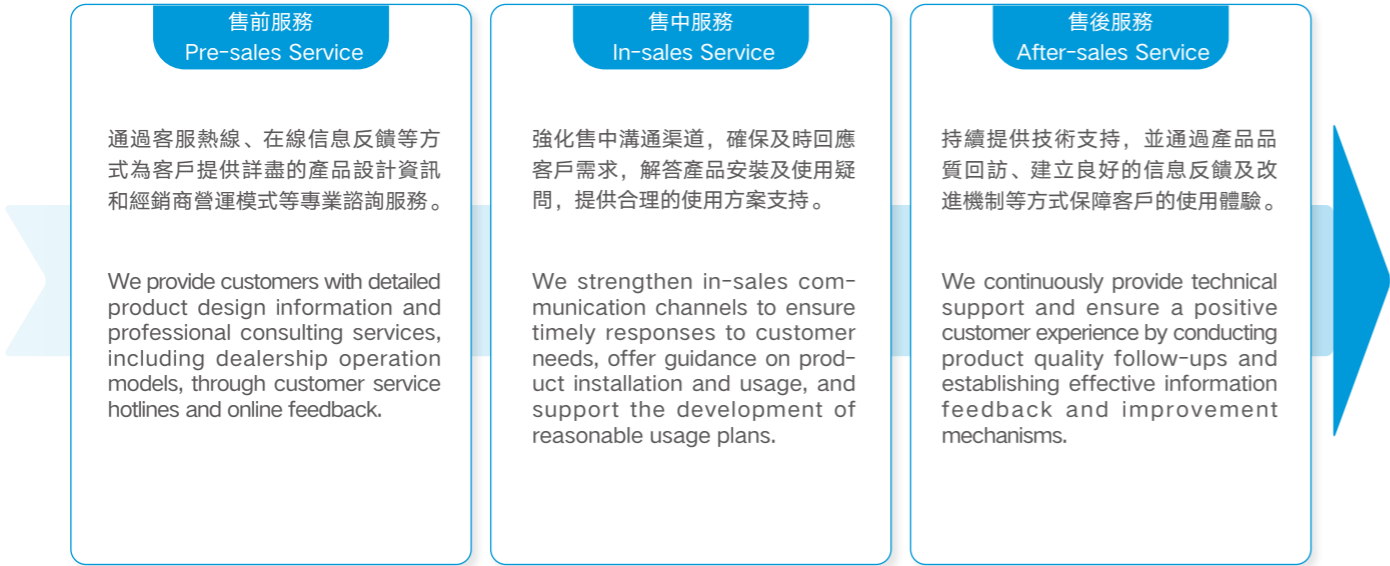 售前服務
Pre-sales Service
通過客服熱線、在線信息反饋等方
式為客戶提供詳盡的產品設計資訊
和經銷商營運模式等專業諮詢服務。
We provide customers with detailed
product design information and
professional consulting services,
including dealership operation
models, through customer service
hotlines and online feedback.
售中服務
In-sales Service
強化售中溝通渠道，確保及時回應
客戶需求，解答產品安裝及使用疑
問，提供合理的使用方案支持。
We strengthen in-sales com-
munication channels to ensure
timely responses to customer
needs, offer guidance on prod-
uct installation and usage, and
support the development of
reasonable usage plans.
售後服務
After-sales Service
持續提供技術支持，並通過產品品
質回訪、建立良好的信息反饋及改
進機制等方式保障客戶的使用體驗。
We continuously provide technical
support and ensure a positive
customer experience by conducting
product quality follow-ups and
establishing effective information
feedback and improvement
mechanisms.